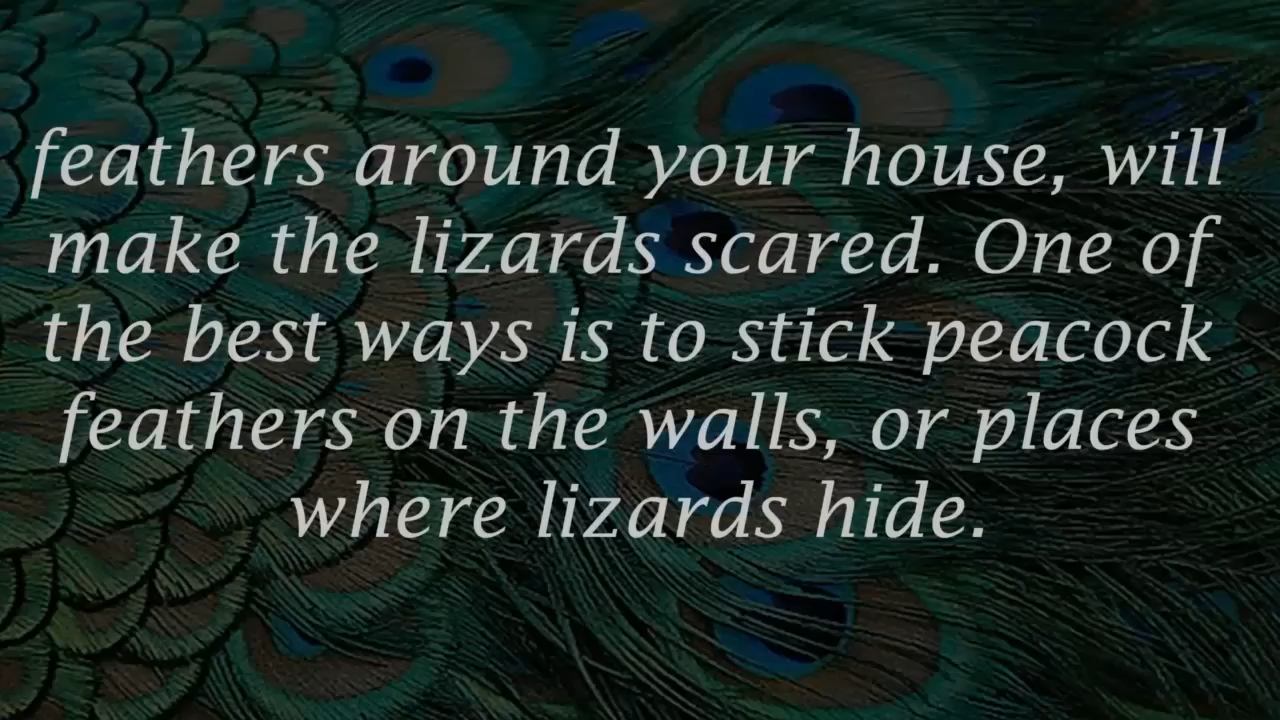 feathers around your house, will
make the lizards scared. One of
the best ways is to stick peacock
feathers on the walls, or places
where lizards hide.